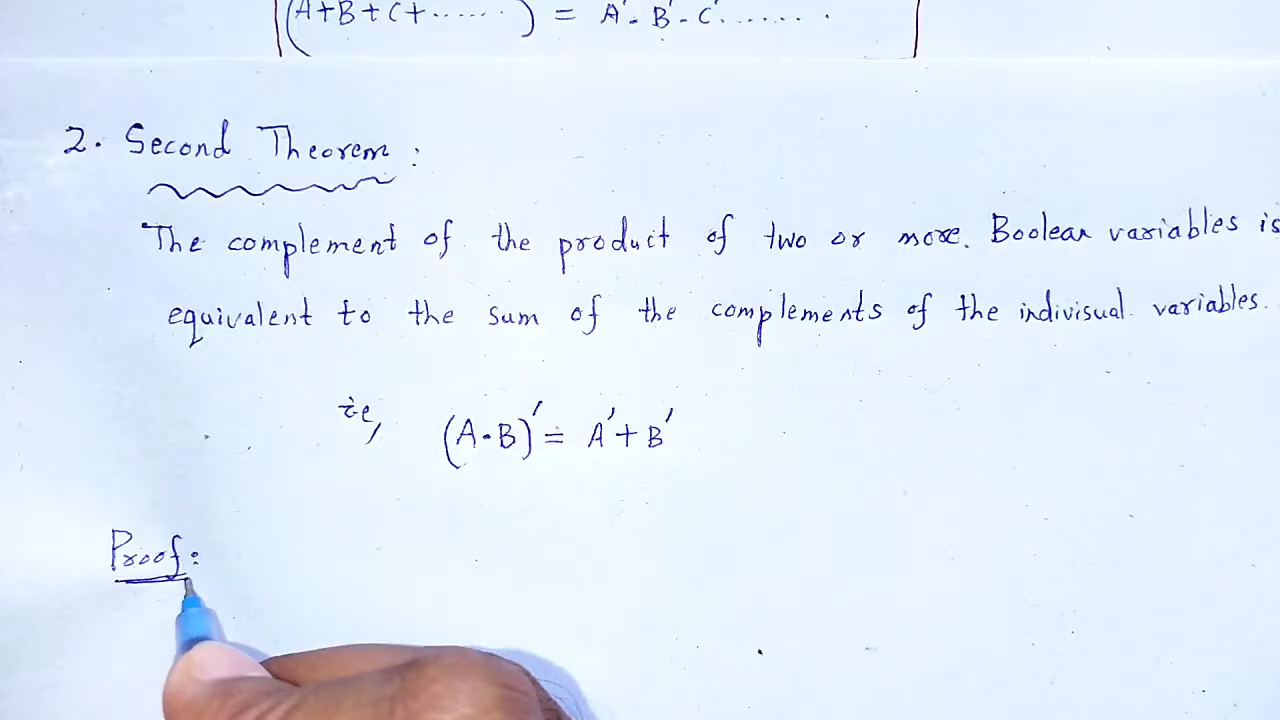 (A+B+C+.......) = A'. B'. C'.......
2. Second Theorem:
The complement of the product of two or more. Boolean variables is
equivalent to the sum of the complements of the indivisual variables.
ie, (A.B)' = A'+B'
Proof: